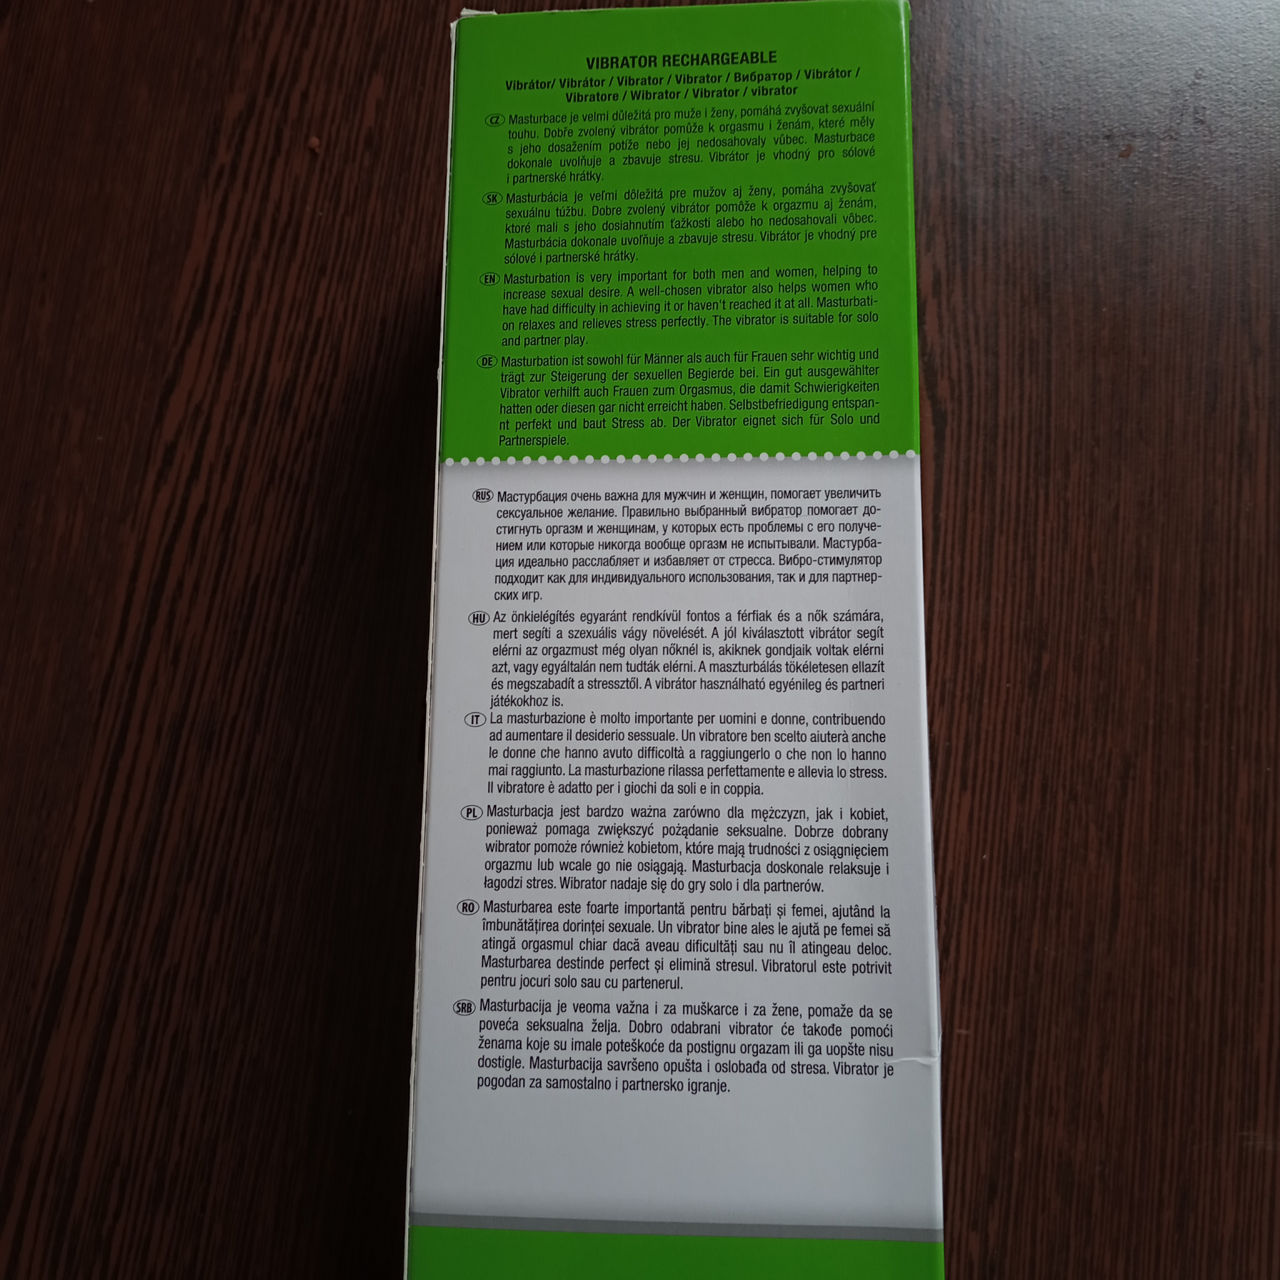 VIBRATOR RECHARGEABLE
Vibrátor/ Vibrátor / Vibrator / Vibrator / Вибратор / Vibrátor /
Vibratore / Wibrator / Vibrator / vibrator
CZ Masturbace je velmi důležitá pro muže i ženy, pomáhá zvyšovat sexuální
touhu. Dobře zvolený vibrátor pomůže k orgasmu i ženám, které měly
s jeho dosažením potíže nebo jej nedosahovaly vůbec. Masturbace
dokonale uvolňuje a zbavuje stresu. Vibrátor je vhodný pro sólové
i partnerské hrátky.
SK Masturbácia je veľmi dôležitá pre mužov aj ženy, pomáha zvyšovať
sexuálnu túžbu. Dobre zvolený vibrátor pomôže k orgazmu aj ženám,
ktoré mali s jeho dosiahnutím ťažkosti alebo ho nedosahovali vôbec.
Masturbácia dokonale uvoľňuje a zbavuje stresu. Vibrátor je vhodný pre
sólové i partnerské hrátky.
EN Masturbation is very important for both men and women, helping to
increase sexual desire. A well-chosen vibrator also helps women who
have had difficulty in achieving it or haven't reached it at all. Masturbati-
on relaxes and relieves stress perfectly. The vibrator is suitable for solo
and partner play.
DE Masturbation ist sowohl für Männer als auch für Frauen sehr wichtig und
trägt zur Steigerung der sexuellen Begierde bei. Ein gut ausgewählter
Vibrator verhilft auch Frauen zum Orgasmus, die damit Schwierigkeiten
hatten oder diesen gar nicht erreicht haben. Selbstbefriedigung entspan-
nt perfekt und baut Stress ab. Der Vibrator eignet sich für Solo und
Partnerspiele.
RUS Мастурбация очень важна для мужчин и женщин, помогает увеличить
сексуальное желание. Правильно выбранный вибратор помогает до-
стигнуть оргазм и женщинам, у которых есть проблемы с его получе-
нием или которые никогда вообще оргазм не испытывали. Мастурба-
ция идеально расслабляет и избавляет от стресса. Вибро-стимулятор
подходит как для индивидуального использования, так и для партнер-
ских игр.
HU Az önkielégítés egyaránt rendkívül fontos a férfiak és a nők számára,
mert segíti a szexuális vágy növelését. A jól kiválasztott vibrátor segít
elérni az orgazmust még olyan nőknél is, akiknek gondjaik voltak elérni
azt, vagy egyáltalán nem tudták elérni. A maszturbálás tökéletesen ellazít
és megszabadít a stressztől. A vibrátor használható egyénileg és partneri
játékokhoz is.
IT La masturbazione è molto importante per uomini e donne, contribuendo
ad aumentare il desiderio sessuale. Un vibratore ben scelto aiuterà anche
le donne che hanno avuto difficoltà a raggiungerlo o che non lo hanno
mai raggiunto. La masturbazione rilassa perfettamente e allevia lo stress.
Il vibratore è adatto per i giochi da soli e in coppia.
PL Masturbacja jest bardzo ważna zarówno dla mężczyzn, jak i kobiet,
ponieważ pomaga zwiększyć pożądanie seksualne. Dobrze dobrany
wibrator pomoże również kobietom, które mają trudności z osiągnięciem
orgazmu lub wcale go nie osiągają. Masturbacja doskonale relaksuje i
łagodzi stres. Wibrator nadaje się do gry solo i dla partnerów.
RO Masturbarea este foarte importantă pentru bărbați și femei, ajutând la
îmbunătățirea dorinței sexuale. Un vibrator bine ales le ajută pe femei să
atingă orgasmul chiar dacă aveau dificultăți sau nu îl atingeau deloc.
Masturbarea destinde perfect și elimină stresul. Vibratorul este potrivit
pentru jocuri solo sau cu partenerul.
SRB Masturbacija je veoma važna i za muškarce i za žene, pomaže da se
poveća seksualna želja. Dobro odabrani vibrator će takođe pomoći
ženama koje su imale poteškoće da postignu orgazam ili ga uopšte nisu
dostigle. Masturbacija savršeno opušta i oslobađa od stresa. Vibrator je
pogodan za samostalno i partnersko igranje.